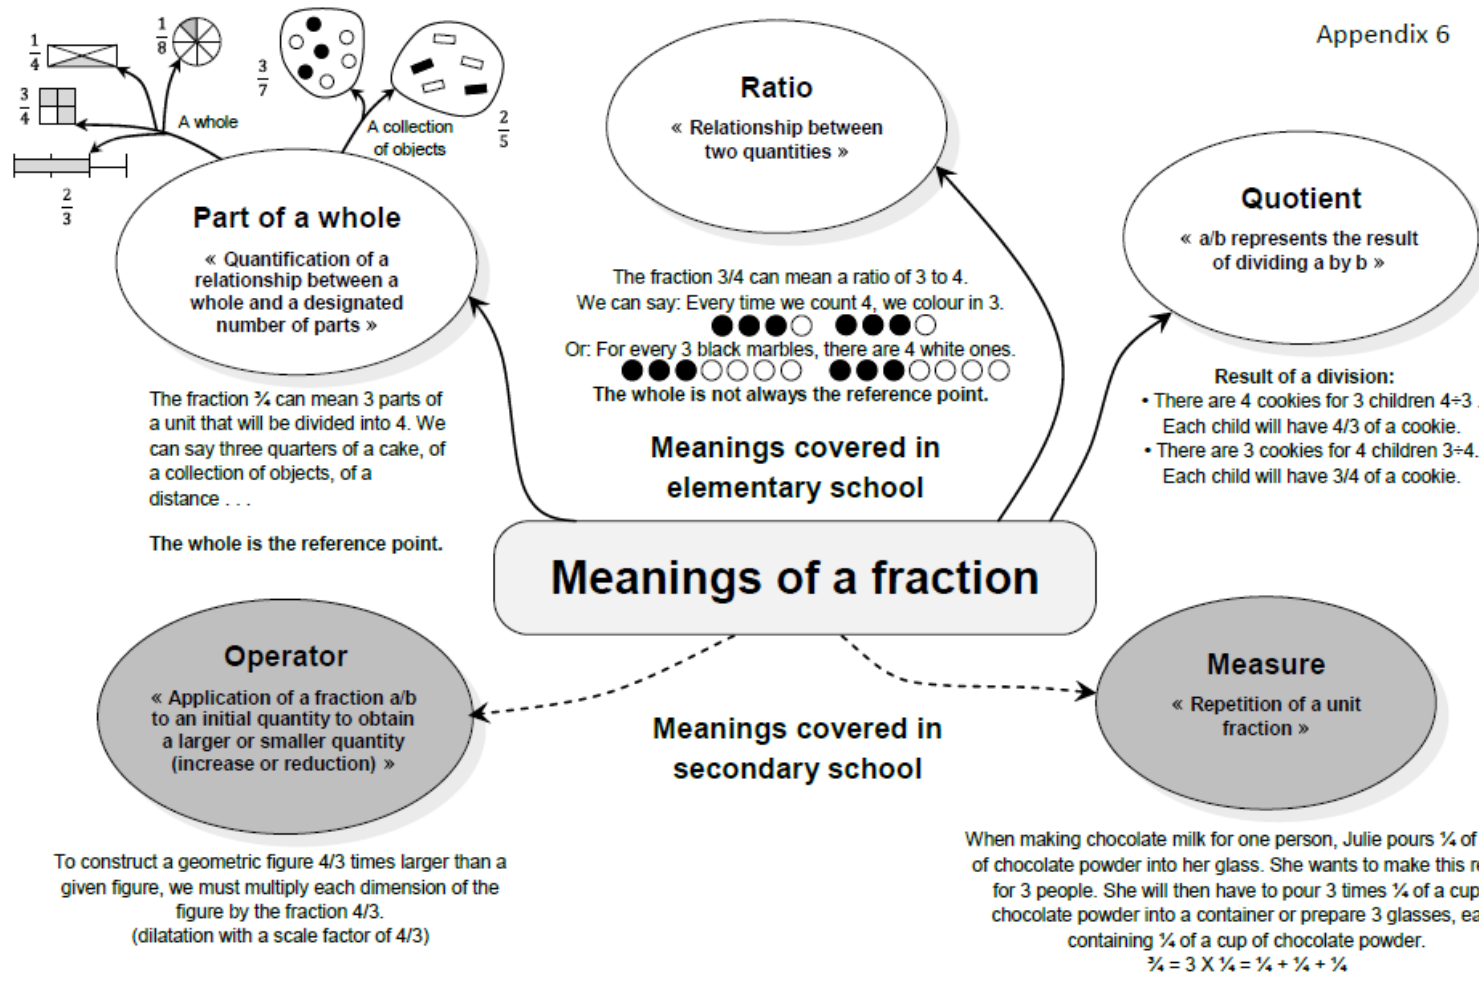 Appendix 6
1/4
1/8
3/4
2/3
A whole
3/7
2/5
A collection
of objects
Part of a whole
« Quantification of a
relationship between a
whole and a designated
number of parts »
The fraction ¾ can mean 3 parts of
a unit that will be divided into 4. We
can say three quarters of a cake, of
a collection of objects, of a
distance . . .
The whole is the reference point.
Ratio
« Relationship between
two quantities »
The fraction 3/4 can mean a ratio of 3 to 4.
We can say: Every time we count 4, we colour in 3.
Or: For every 3 black marbles, there are 4 white ones.
The whole is not always the reference point.
Quotient
« a/b represents the result
of dividing a by b »
Result of a division:
• There are 4 cookies for 3 children 4÷3 .
Each child will have 4/3 of a cookie.
• There are 3 cookies for 4 children 3÷4.
Each child will have 3/4 of a cookie.
Meanings covered in
elementary school
Meanings of a fraction
Meanings covered in
secondary school
Operator
« Application of a fraction a/b
to an initial quantity to obtain
a larger or smaller quantity
(increase or reduction) »
To construct a geometric figure 4/3 times larger than a
given figure, we must multiply each dimension of the
figure by the fraction 4/3.
(dilatation with a scale factor of 4/3)
Measure
« Repetition of a unit
fraction »
When making chocolate milk for one person, Julie pours ¼ of
of chocolate powder into her glass. She wants to make this
for 3 people. She will then have to pour 3 times ¼ of a cup
chocolate powder into a container or prepare 3 glasses,
containing ¼ of a cup of chocolate powder.
¾ = 3 X ¼ = ¼ + ¼ + ¼